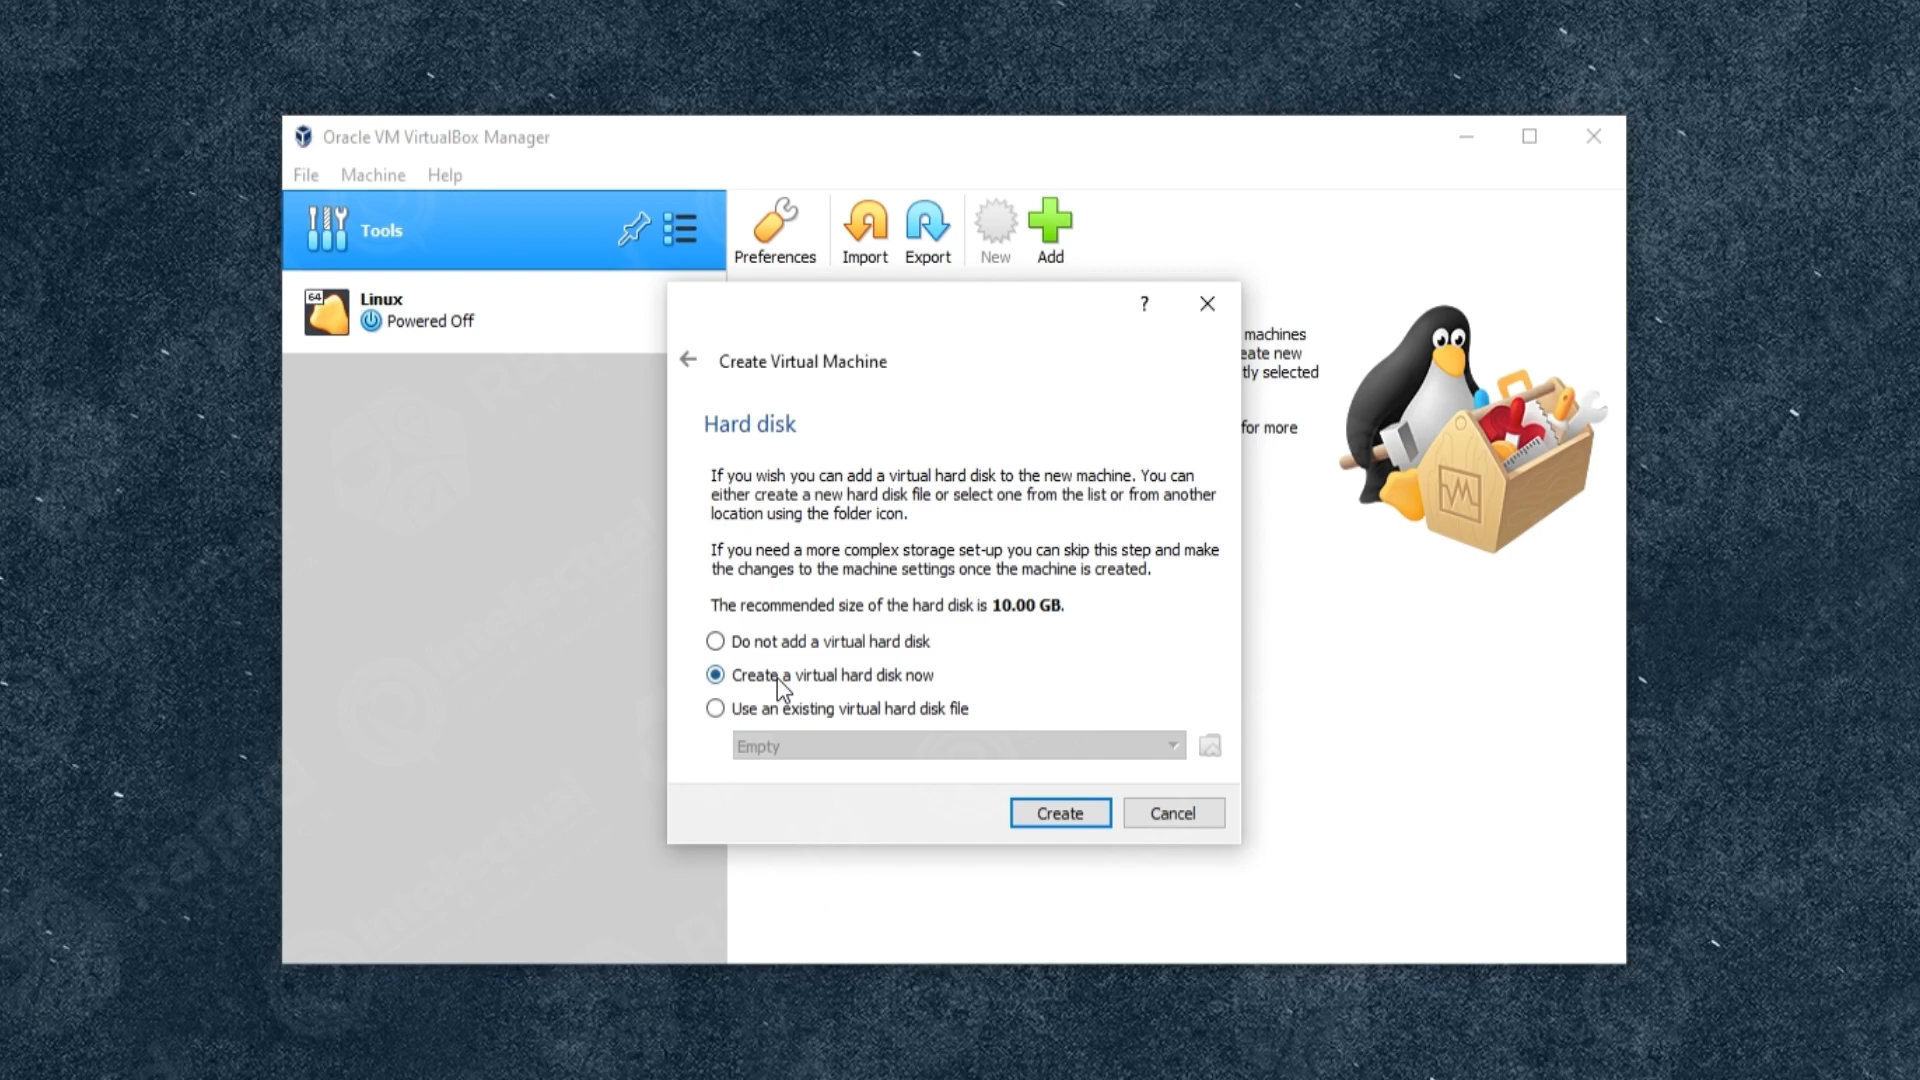 Oracle VM VirtualBox Manager
File Machine Help
Tools
Preferences Import Export New Add
64
Linux
Powered Off
machines
eate new
tly selected
for more
?
Create Virtual Machine
Hard disk
If you wish you can add a virtual hard disk to the new machine. You can
either create a new hard disk file or select one from the list or from another
location using the folder icon.
If you need a more complex storage set-up you can skip this step and make
the changes to the machine settings once the machine is created.
The recommended size of the hard disk is 10.00 GB.
Do not add a virtual hard disk
Create a virtual hard disk now
Use an existing virtual hard disk file
Empty
Create Cancel
Intellectual
Intellectual